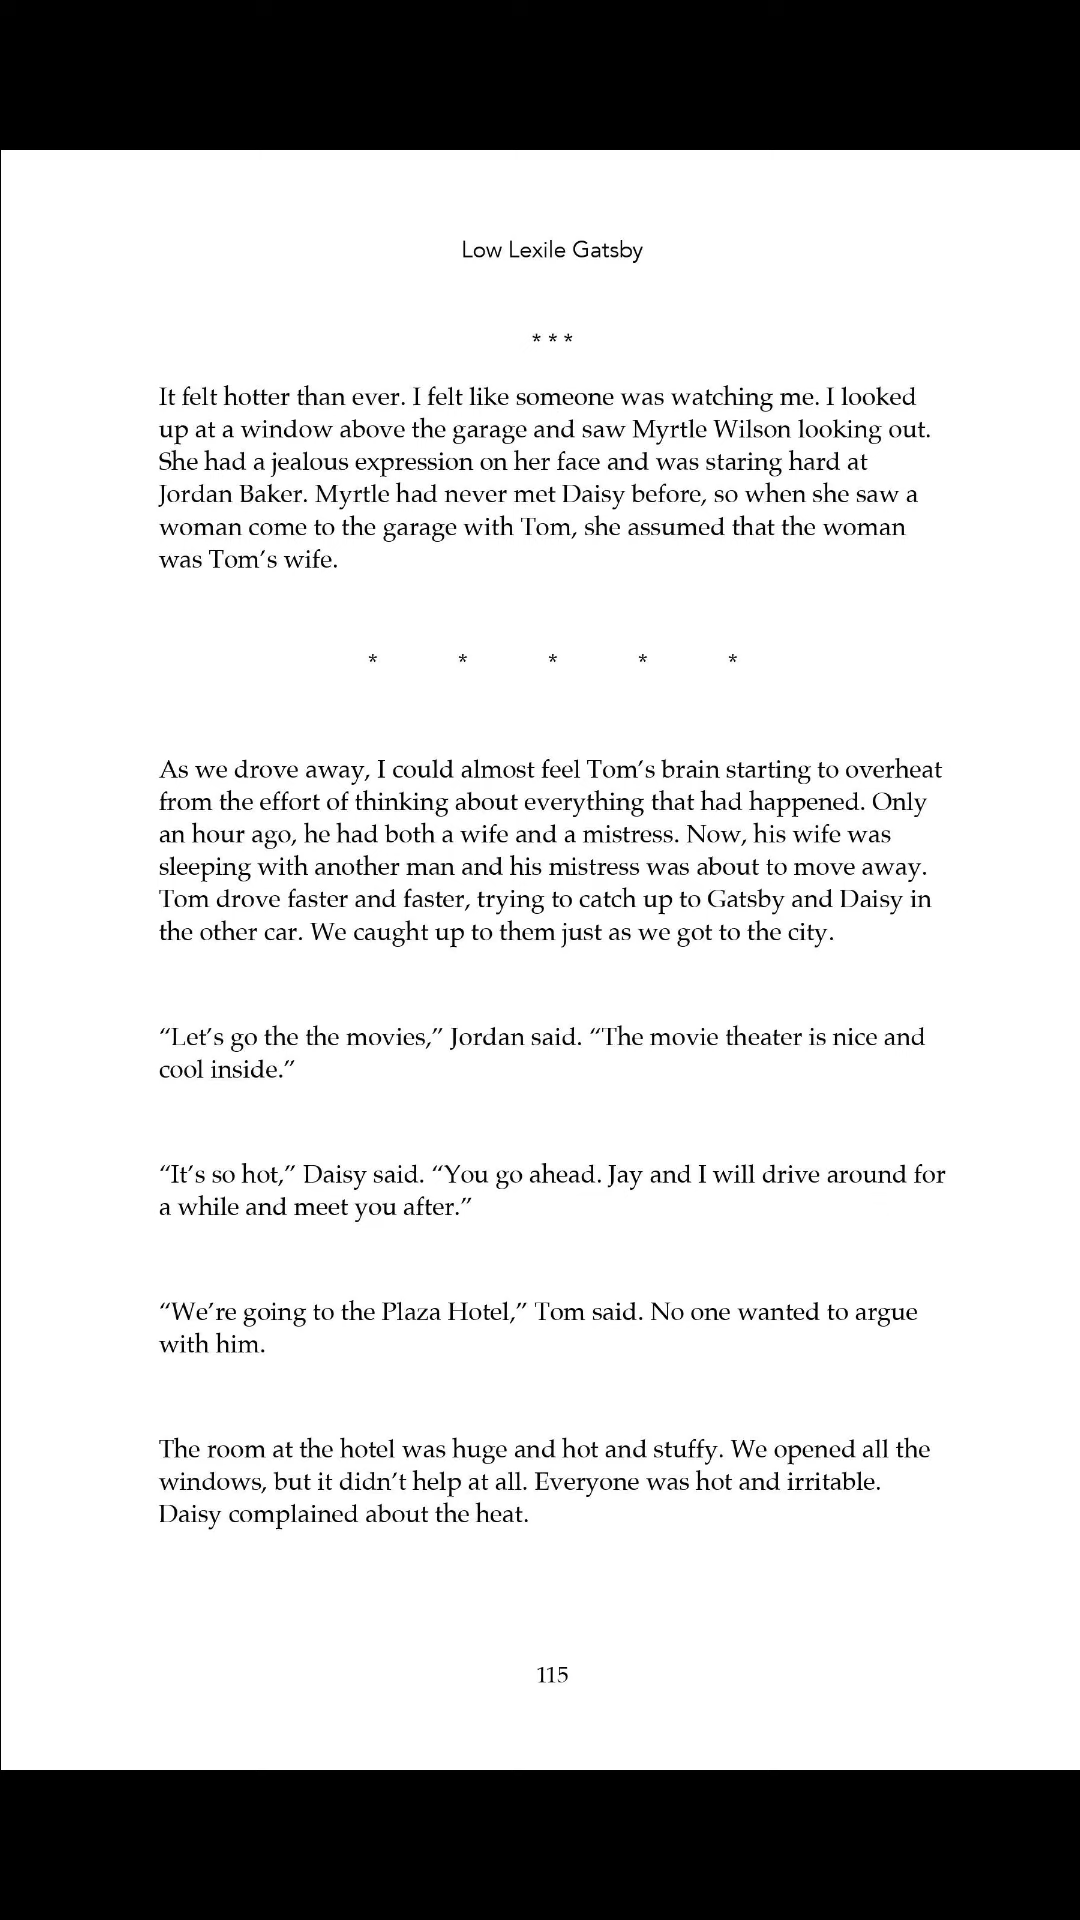 Low Lexile Gatsby
* * *
It felt hotter than ever. I felt like someone was watching me. I looked
up at a window above the garage and saw Myrtle Wilson looking out.
She had a jealous expression on her face and was staring hard at
Jordan Baker. Myrtle had never met Daisy before, so when she saw a
woman come to the garage with Tom, she assumed that the woman
was Tom’s wife.
* * * * *
As we drove away, I could almost feel Tom’s brain starting to overheat
from the effort of thinking about everything that had happened. Only
an hour ago, he had both a wife and a mistress. Now, his wife was
sleeping with another man and his mistress was about to move away.
Tom drove faster and faster, trying to catch up to Gatsby and Daisy in
the other car. We caught up to them just as we got to the city.
“Let’s go the the movies,” Jordan said. “The movie theater is nice and
cool inside.”
“It’s so hot,” Daisy said. “You go ahead. Jay and I will drive around for
a while and meet you after.”
“We’re going to the Plaza Hotel,” Tom said. No one wanted to argue
with him.
The room at the hotel was huge and hot and stuffy. We opened all the
windows, but it didn’t help at all. Everyone was hot and irritable.
Daisy complained about the heat.
115